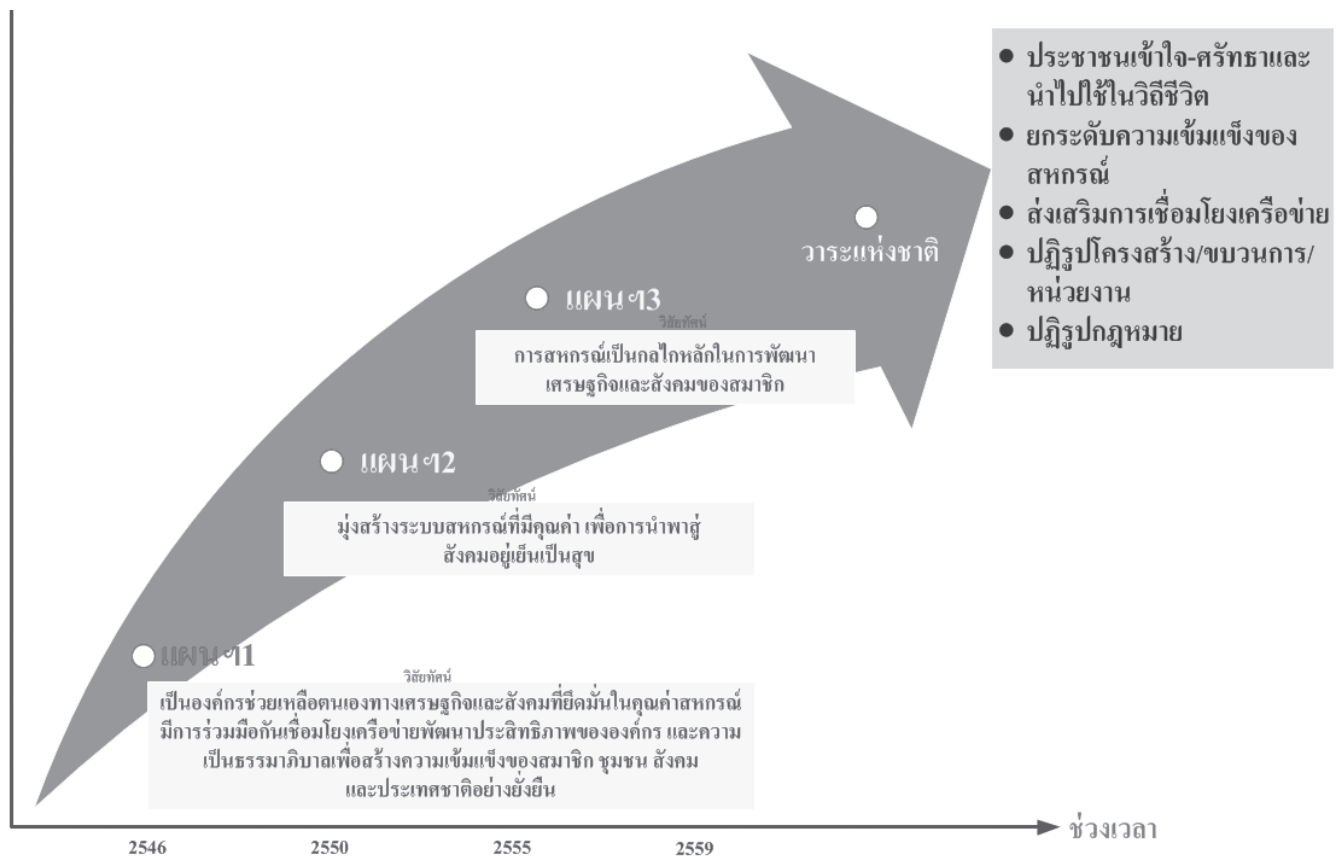 ● ประชาชนเข้าใจ-ศรัทธาและ
นำไปใช้ในวิถีชีวิต
● ยกระดับความเข้มแข็งของ
สหกรณ์
● ส่งเสริมการเชื่อมโยงเครือข่าย
● ปฏิรูปโครงสร้าง/ขบวนการ/
หน่วยงาน
● ปฏิรูปกฎหมาย
วาระแห่งชาติ
แผนฯ3
วิสัยทัศน์
การสหกรณ์เป็นกลไกหลักในการพัฒนา
เศรษฐกิจและสังคมของสมาชิก
แผนฯ2
วิสัยทัศน์
มุ่งสร้างระบบสหกรณ์ที่มีคุณค่า เพื่อการนำพาสู่
สังคมอยู่เย็นเป็นสุข
แผนฯ1
วิสัยทัศน์
เป็นองค์กรช่วยเหลือตนเองทางเศรษฐกิจและสังคมที่ยึดมั่นในคุณค่าสหกรณ์
มีการร่วมมือกันเชื่อมโยงเครือข่ายพัฒนาประสิทธิภาพขององค์กร และความ
เป็นธรรมาภิบาลเพื่อสร้างความเข้มแข็งของสมาชิก ชุมชน สังคม
และประเทศชาติอย่างยั่งยืน
ช่วงเวลา
2546 2550 2555 2559